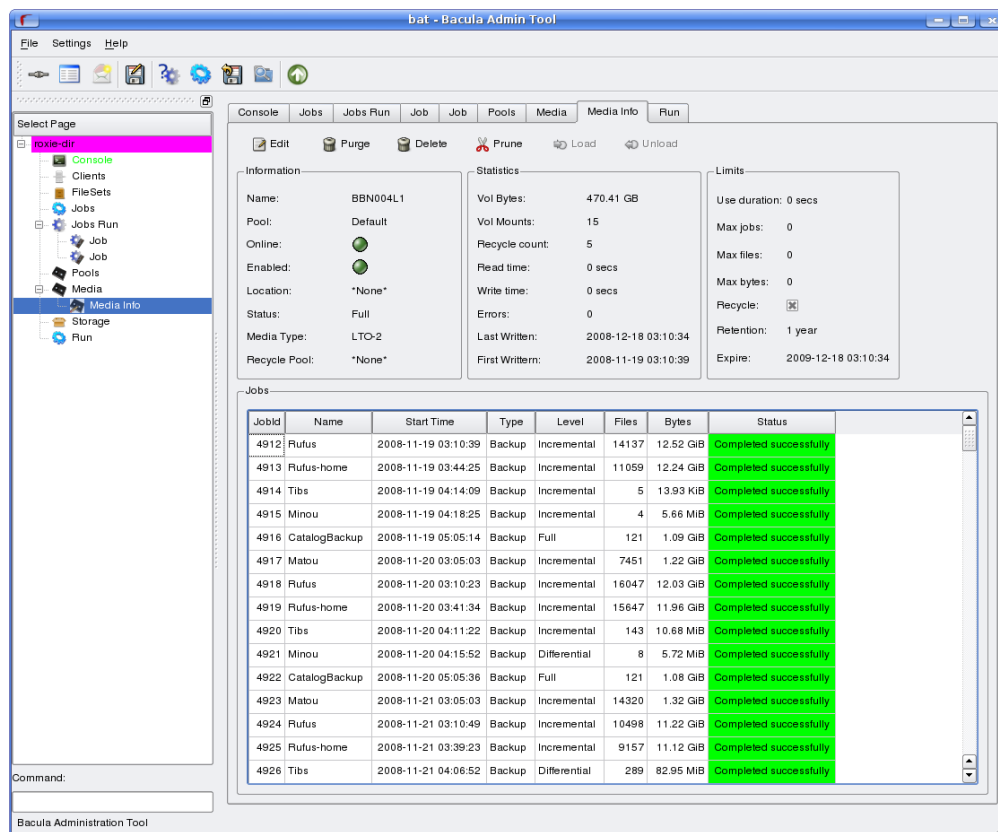 bat - Bacula Admin Tool
File Settings Help
Select Page
roxie-dir
Console
Clients
FileSets
Jobs
Jobs Run
Job
Job
Pools
Media
Media Info
Storage
Run
Command:
Bacula Administration Tool
Console Jobs Jobs Run Job Job Pools Media Media Info Run
Edit Purge Delete Prune Load Unload
Information
Name: BBN004L1
Pool: Default
Online:
Enabled:
Location: *None*
Status: Full
Media Type: LTO-2
Recycle Pool: *None*
Statistics
Vol Bytes: 470.41 GB
Vol Mounts: 15
Recycle count: 5
Read time: 0 secs
Write time: 0 secs
Errors: 0
Last Written: 2008-12-18 03:10:34
First Writtern: 2008-11-19 03:10:39
Limits
Use duration: 0 secs
Max jobs: 0
Max files: 0
Max bytes: 0
Recycle:
Retention: 1 year
Expire: 2009-12-18 03:10:34
Jobs
JobId Name Start Time Type Level Files Bytes Status
4912 Rufus 2008-11-19 03:10:39 Backup Incremental 14137 12.52 GiB Completed successfully
4913 Rufus-home 2008-11-19 03:44:25 Backup Incremental 11059 12.24 GiB Completed successfully
4914 Tibs 2008-11-19 04:14:09 Backup Incremental 5 13.93 KiB Completed successfully
4915 Minou 2008-11-19 04:18:25 Backup Incremental 4 5.66 MiB Completed successfully
4916 CatalogBackup 2008-11-19 05:05:14 Backup Full 121 1.09 GiB Completed successfully
4917 Matou 2008-11-20 03:05:03 Backup Incremental 7451 1.22 GiB Completed successfully
4918 Rufus 2008-11-20 03:10:23 Backup Incremental 16047 12.03 GiB Completed successfully
4919 Rufus-home 2008-11-20 03:41:34 Backup Incremental 15647 11.96 GiB Completed successfully
4920 Tibs 2008-11-20 04:11:22 Backup Incremental 143 10.68 MiB Completed successfully
4921 Minou 2008-11-20 04:15:52 Backup Differential 8 5.72 MiB Completed successfully
4922 CatalogBackup 2008-11-20 05:05:36 Backup Full 121 1.08 GiB Completed successfully
4923 Matou 2008-11-21 03:05:03 Backup Incremental 14320 1.32 GiB Completed successfully
4924 Rufus 2008-11-21 03:10:49 Backup Incremental 10498 11.22 GiB Completed successfully
4925 Rufus-home 2008-11-21 03:39:23 Backup Incremental 9157 11.12 GiB Completed successfully
4926 Tibs 2008-11-21 04:06:52 Backup Differential 289 82.95 MiB Completed successfully